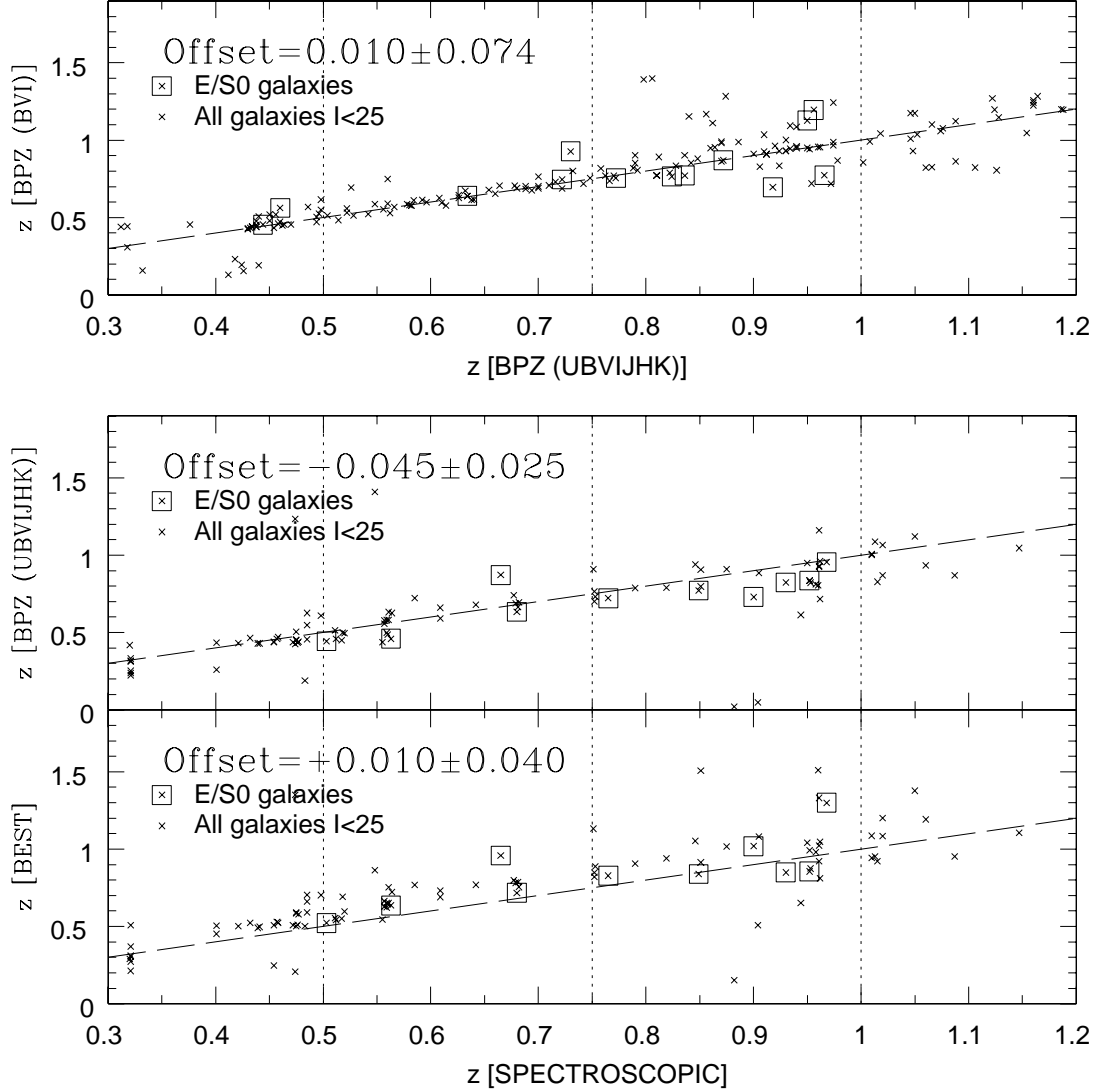 Offset=0.010±0.074
E/S0 galaxies
All galaxies I<25
z [BPZ (BVI)]
1.5
1
0.5
0
0.3 0.4 0.5 0.6 0.7 0.8 0.9 1 1.1 1.2
z [BPZ (UBVIJHK)]
Offset=−0.045±0.025
E/S0 galaxies
All galaxies I<25
z [BPZ (UBVIJHK)]
1.5
1
0.5
0
Offset=+0.010±0.040
E/S0 galaxies
All galaxies I<25
z [BEST]
1.5
1
0.5
0
0.3 0.4 0.5 0.6 0.7 0.8 0.9 1 1.1 1.2
z [SPECTROSCOPIC]